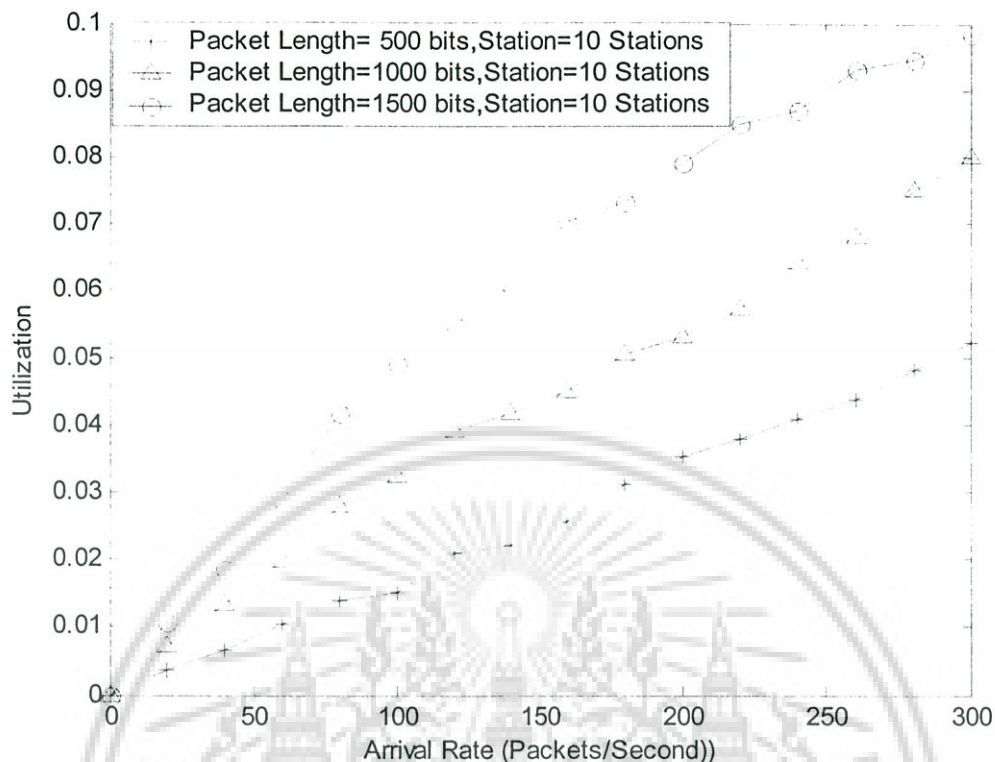 0.1
Packet Length= 500 bits,Station=10 Stations
Packet Length=1000 bits,Station=10 Stations
Packet Length=1500 bits,Station=10 Stations
0.09
0.08
0.07
0.06
0.05
0.04
0.03
0.02
0.01
0
Utilization
0 50 100 150 200 250 300
Arrival Rate (Packets/Second))